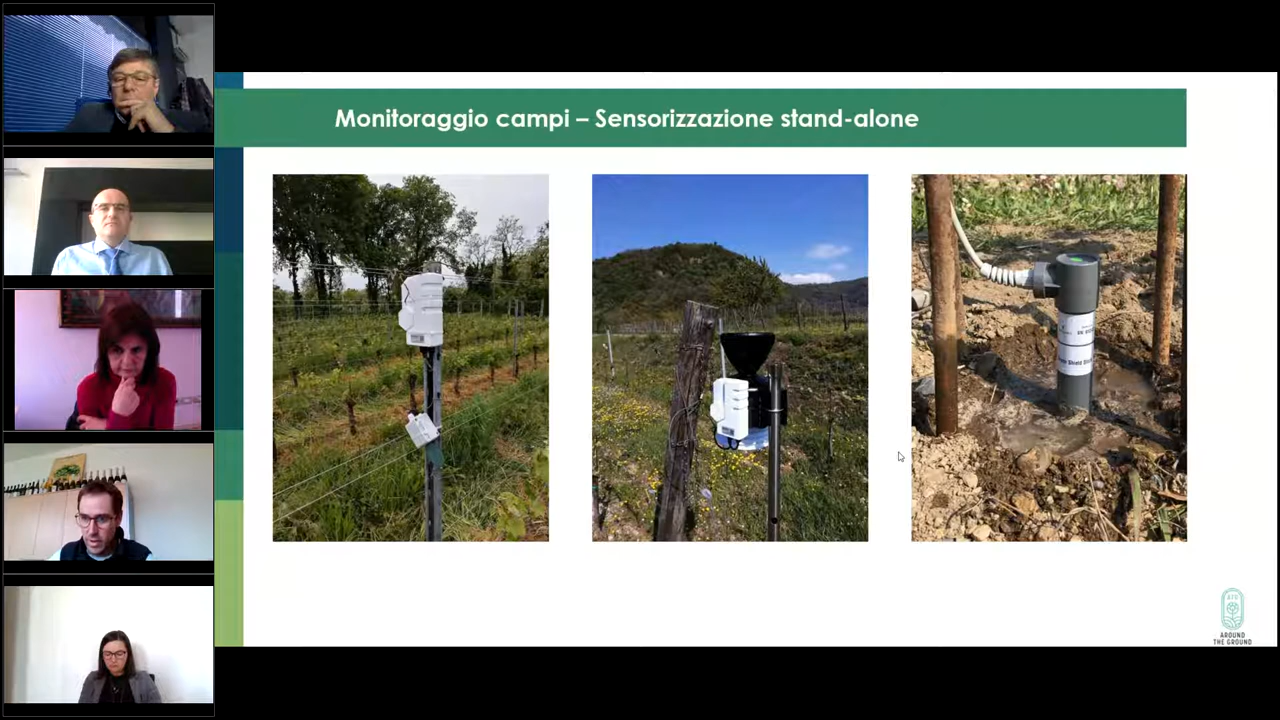 Monitoraggio campi – Sensorizzazione stand-alone
AROUND
THE GROUND